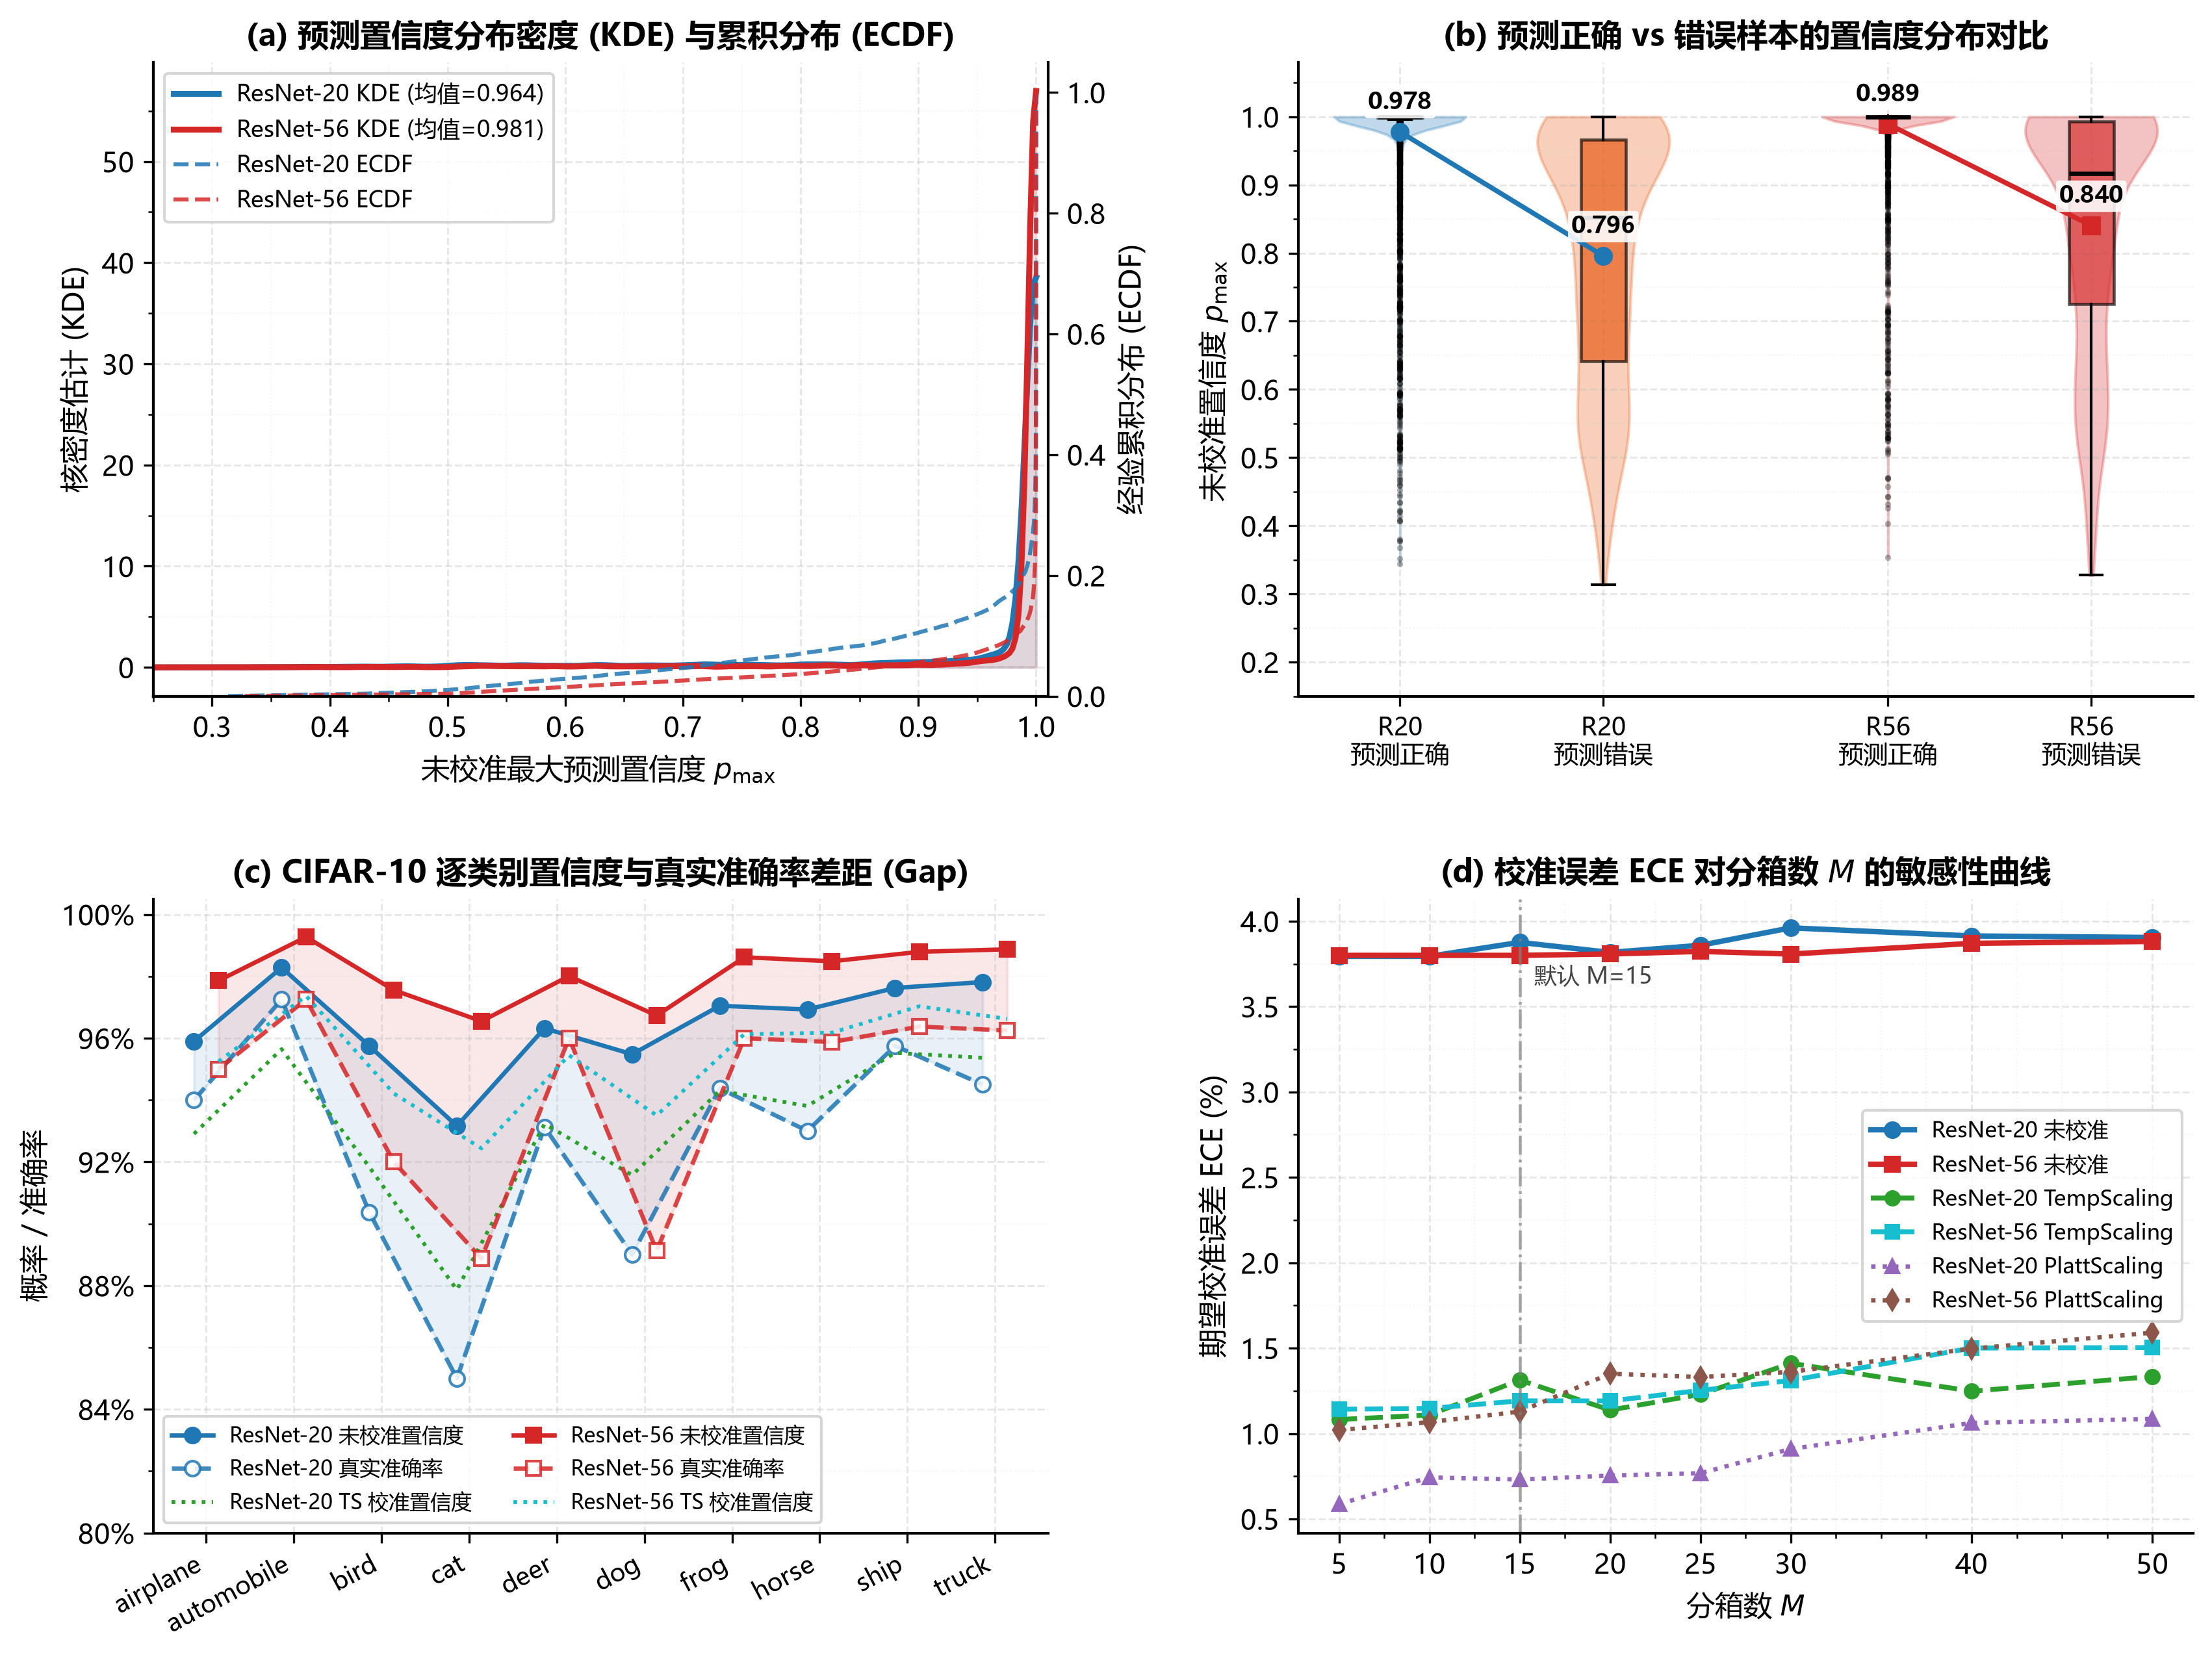 (a) 预测置信度分布密度 (KDE) 与累积分布 (ECDF)
ResNet-20 KDE (均值=0.964)
ResNet-56 KDE (均值=0.981)
ResNet-20 ECDF
ResNet-56 ECDF
核密度估计 (KDE)
50
40
30
20
10
0
经验累积分布 (ECDF)
1.0
0.8
0.6
0.4
0.2
0.0
0.3 0.4 0.5 0.6 0.7 0.8 0.9 1.0
未校准最大预测置信度 pmax
(b) 预测正确 vs 错误样本的置信度分布对比
0.978
0.796
0.989
0.840
未校准置信度 pmax
1.0
0.9
0.8
0.7
0.6
0.5
0.4
0.3
0.2
R20
预测正确
R20
预测错误
R56
预测正确
R56
预测错误
(c) CIFAR-10 逐类别置信度与真实准确率差距 (Gap)
概率 / 准确率
100%
96%
92%
88%
84%
80%
ResNet-20 未校准置信度
ResNet-20 真实准确率
ResNet-20 TS 校准置信度
ResNet-56 未校准置信度
ResNet-56 真实准确率
ResNet-56 TS 校准置信度
airplane
automobile
bird
cat
deer
dog
frog
horse
ship
truck
(d) 校准误差 ECE 对分箱数 M 的敏感性曲线
期望校准误差 ECE (%)
4.0
3.5
3.0
2.5
2.0
1.5
1.0
0.5
默认 M=15
ResNet-20 未校准
ResNet-56 未校准
ResNet-20 TempScaling
ResNet-56 TempScaling
ResNet-20 PlattScaling
ResNet-56 PlattScaling
5 10 15 20 25 30 40 50
分箱数 M